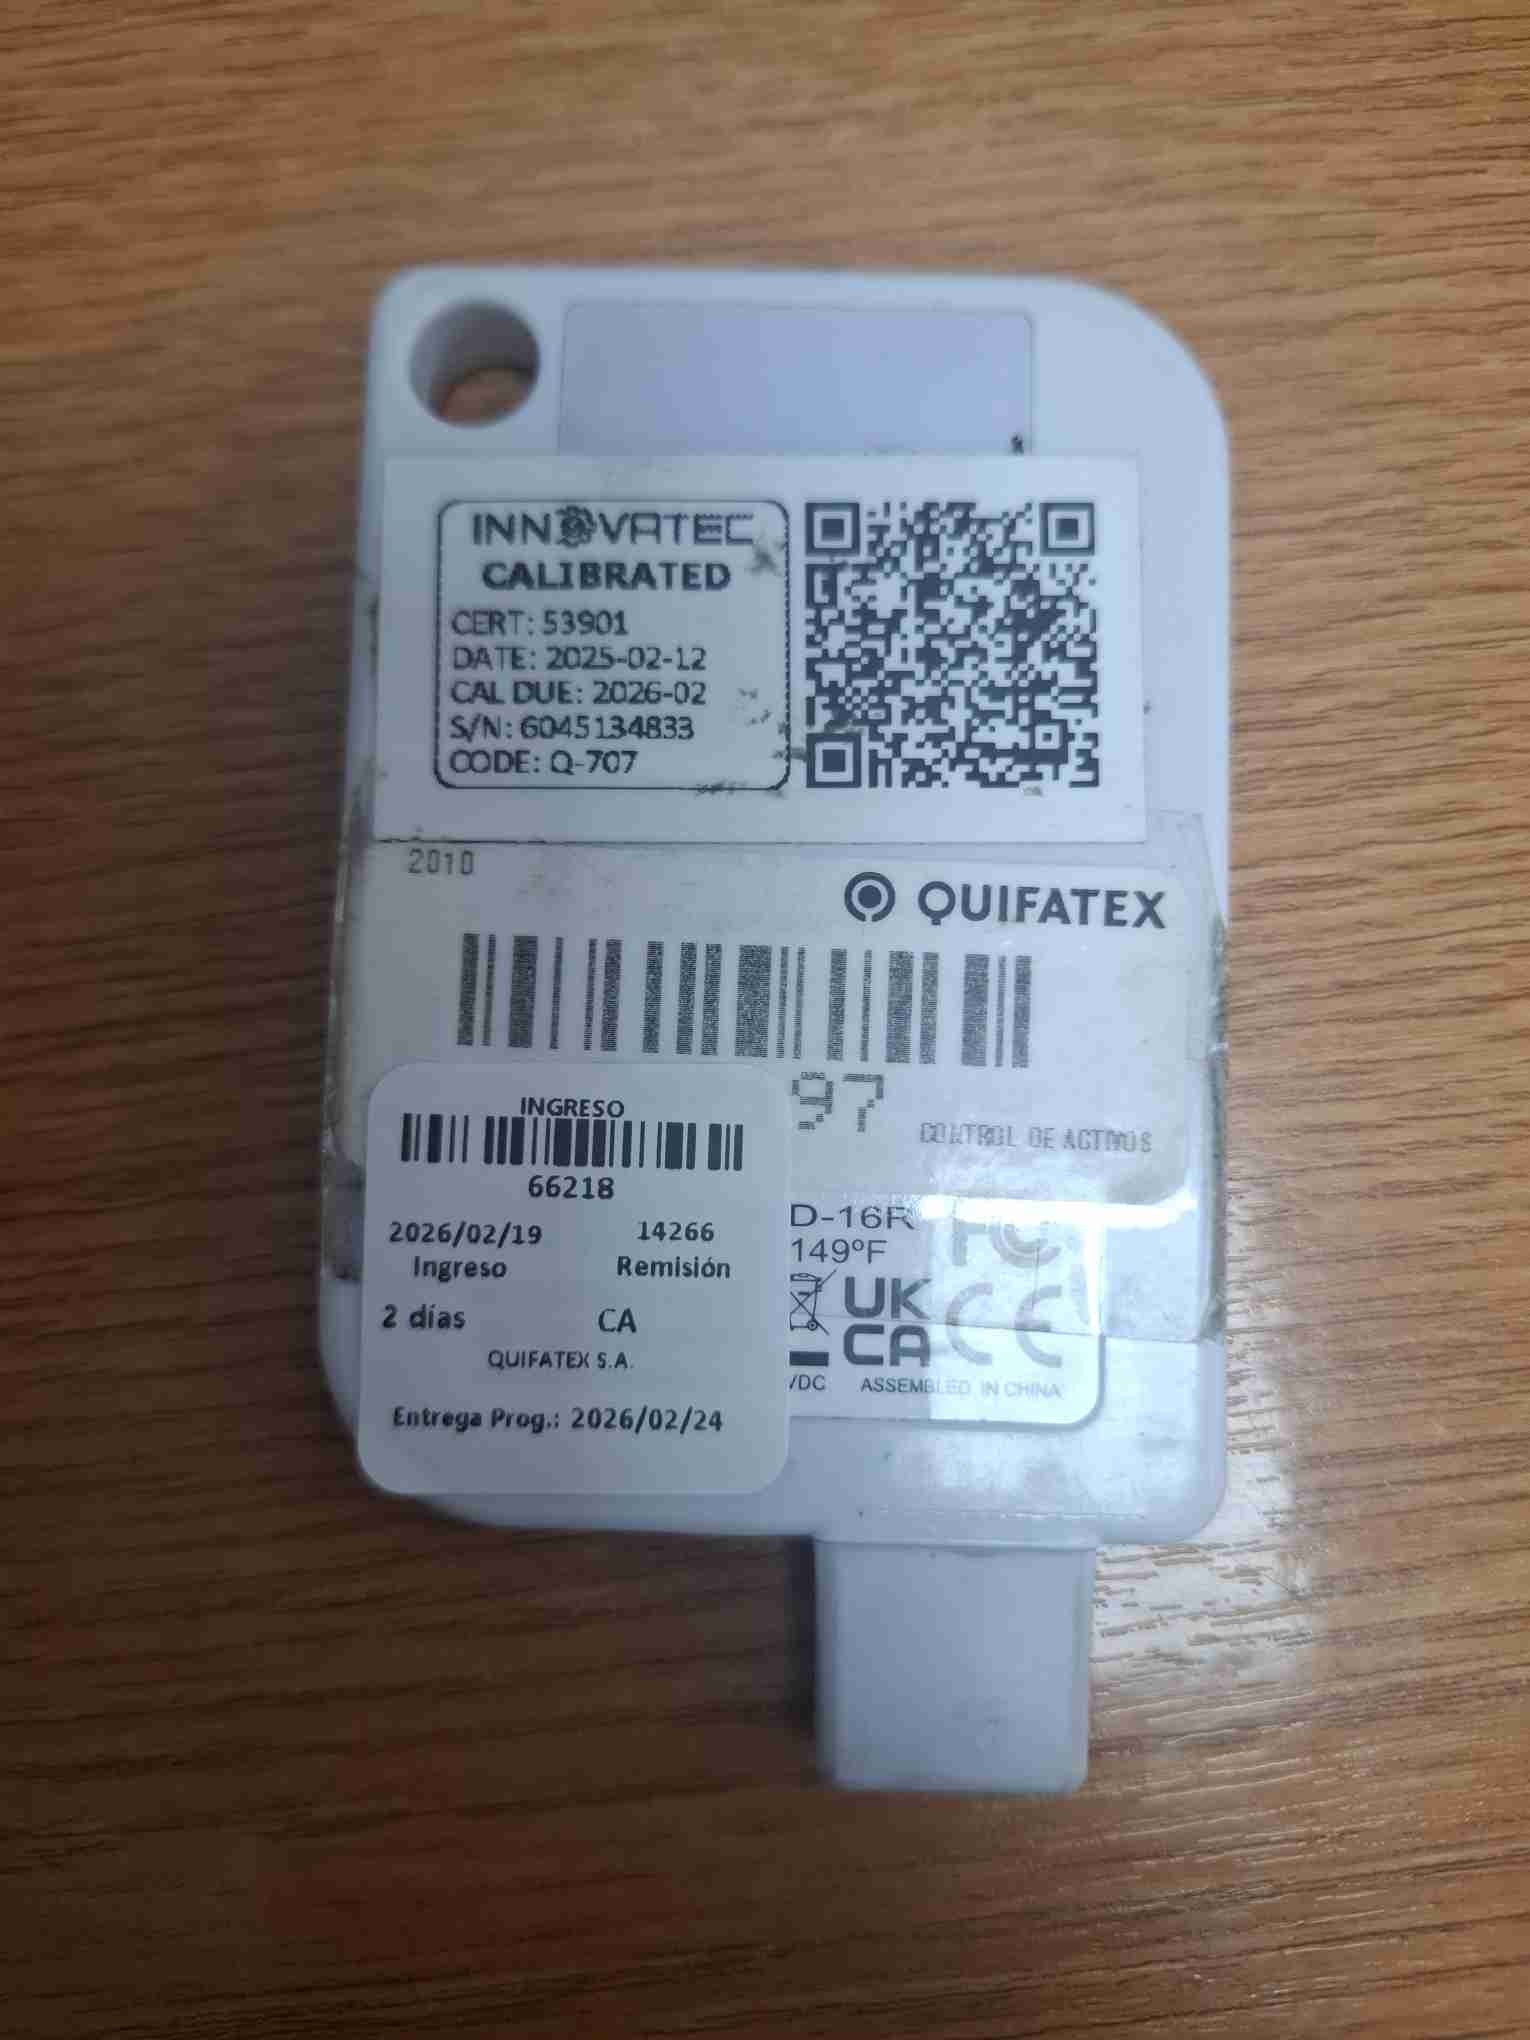 INNOVATEC
CALIBRATED
CERT: 53901
DATE: 2025-02-12
CAL DUE: 2026-02
S/N: 6045134833
CODE: Q-707
2010
QUIFATEX
97
CONTROL DE ACTIVOS
INGRESO
66218
2026/02/19 14266
Ingreso Remisión
2 días CA
QUIFATEX S.A.
Entrega Prog.: 2026/02/24
D-16R
149°F
FC
UK
CA
CE
VDC ASSEMBLED IN CHINA